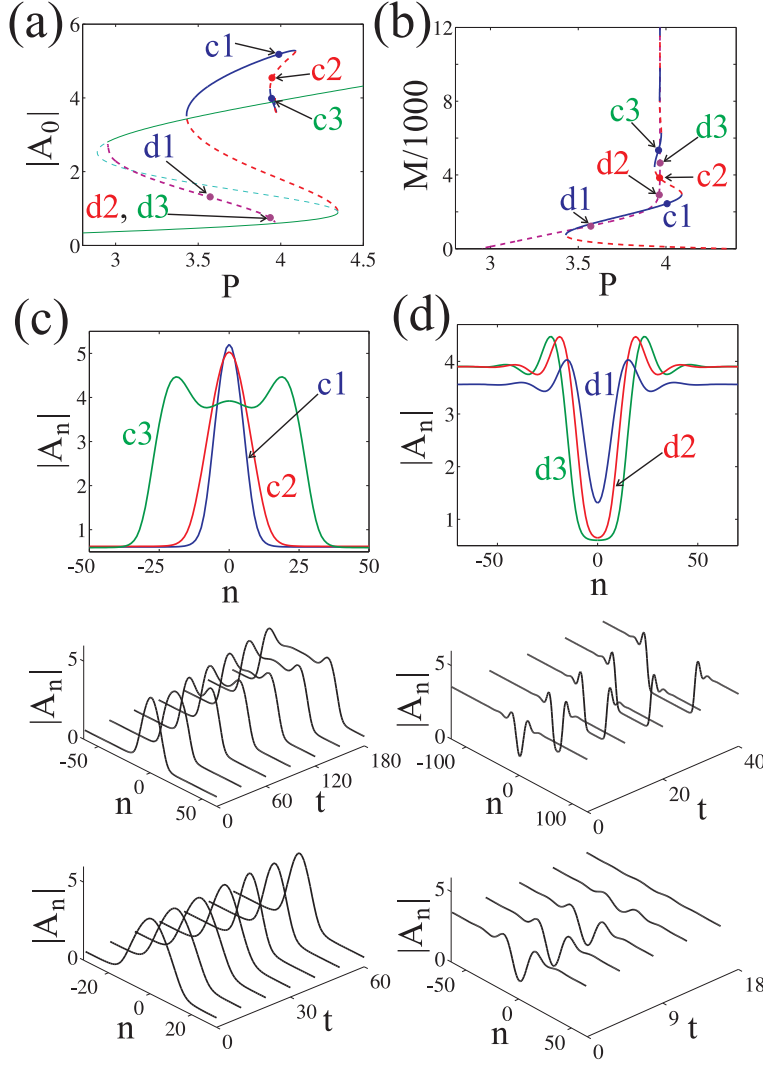 (a)
6
4
2
0
|A0|
3
3.5
4
4.5
P
c1
c2
c3
d1
d2, d3
(b)
12
8
4
0
M/1000
3
3.5
4
P
c3
d3
d2
c2
d1
c1
(c)
5
4
3
2
1
|An|
-50
-25
0
25
50
n
c1
c3
c2
(d)
4
3
2
1
|An|
-50
0
50
n
d1
d2
d3
5
0
|An|
-50
0
50
n
0
60
120
180
t
5
0
|An|
-100
0
100
n
0
20
40
t
5
0
|An|
-20
0
20
n
0
30
60
t
5
0
|An|
-50
0
50
n
0
9
18
t